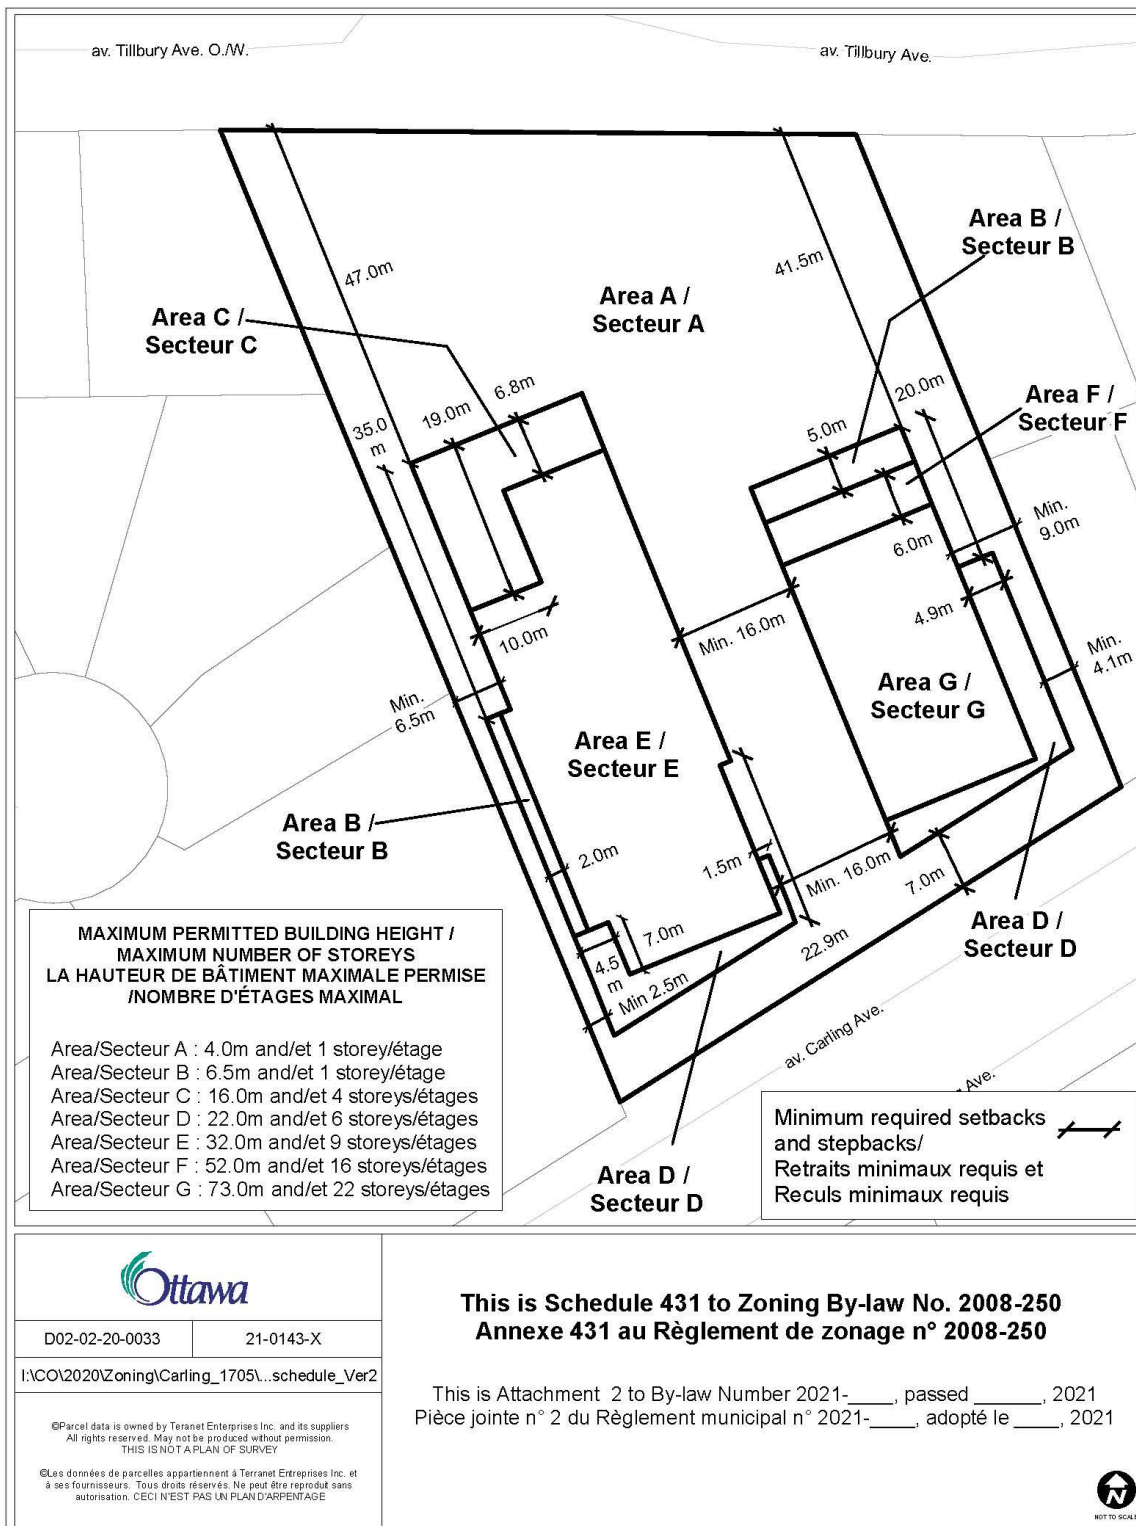 av. Tillbury Ave. O./W.
av. Tillbury Ave.
Area B /
Secteur B
47.0m
41.5m
Area A /
Secteur A
Area C /
Secteur C
6.8m
20.0m
19.0m
Area F /
Secteur F
35.0
m
5.0m
Min.
9.0m
6.0m
4.9m
10.0m
Min. 16.0m
Min.
4.1m
Min.
6.5m
Area G /
Secteur G
Area E /
Secteur E
Area B /
Secteur B
2.0m
1.5m
Min. 16.0m
7.0m
Area D /
Secteur D
7.0m
22.9m
4.5
m
Min 2.5m
av. Carling Ave.
Ave.
Area D /
Secteur D
MAXIMUM PERMITTED BUILDING HEIGHT /
MAXIMUM NUMBER OF STOREYS
LA HAUTEUR DE BÂTIMENT MAXIMALE PERMISE
/NOMBRE D'ÉTAGES MAXIMAL
Area/Secteur A : 4.0m and/et 1 storey/étage
Area/Secteur B : 6.5m and/et 1 storey/étage
Area/Secteur C : 16.0m and/et 4 storeys/étages
Area/Secteur D : 22.0m and/et 6 storeys/étages
Area/Secteur E : 32.0m and/et 9 storeys/étages
Area/Secteur F : 52.0m and/et 16 storeys/étages
Area/Secteur G : 73.0m and/et 22 storeys/étages
Minimum required setbacks
and stepbacks/
Retraits minimaux requis et
Reculs minimaux requis
Ottawa
D02-02-20-0033
21-0143-X
I:\CO\2020\Zoning\Carling_1705\...schedule_Ver2
©Parcel data is owned by Teranet Enterprises Inc. and its suppliers
All rights reserved. May not be produced without permission.
THIS IS NOT A PLAN OF SURVEY
©Les données de parcelles appartiennent à Terranet Entreprises Inc. et
à ses fournisseurs. Tous droits réservés. Ne peut être reproduit sans
autorisation. CECI N'EST PAS UN PLAN D'ARPENTAGE
This is Schedule 431 to Zoning By-law No. 2008-250
Annexe 431 au Règlement de zonage n° 2008-250
This is Attachment 2 to By-law Number 2021-____, passed ______, 2021
Pièce jointe n° 2 du Règlement municipal n° 2021-____, adopté le ____, 2021
N
NOT TO SCALE